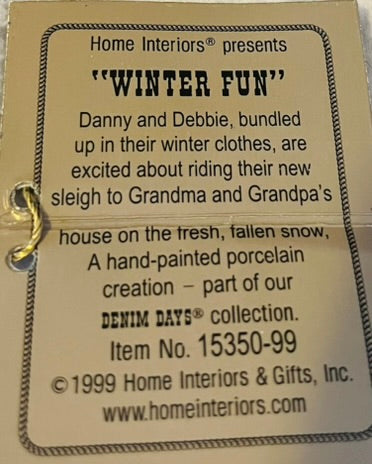 Home Interiors® presents
"WINTER FUN"
Danny and Debbie, bundled
up in their winter clothes, are
excited about riding their new
sleigh to Grandma and Grandpa's
house on the fresh, fallen snow,
A hand-painted porcelain
creation – part of our
DENIM DAYS® collection.
Item No. 15350-99
©1999 Home Interiors & Gifts, Inc.
www.homeinteriors.com